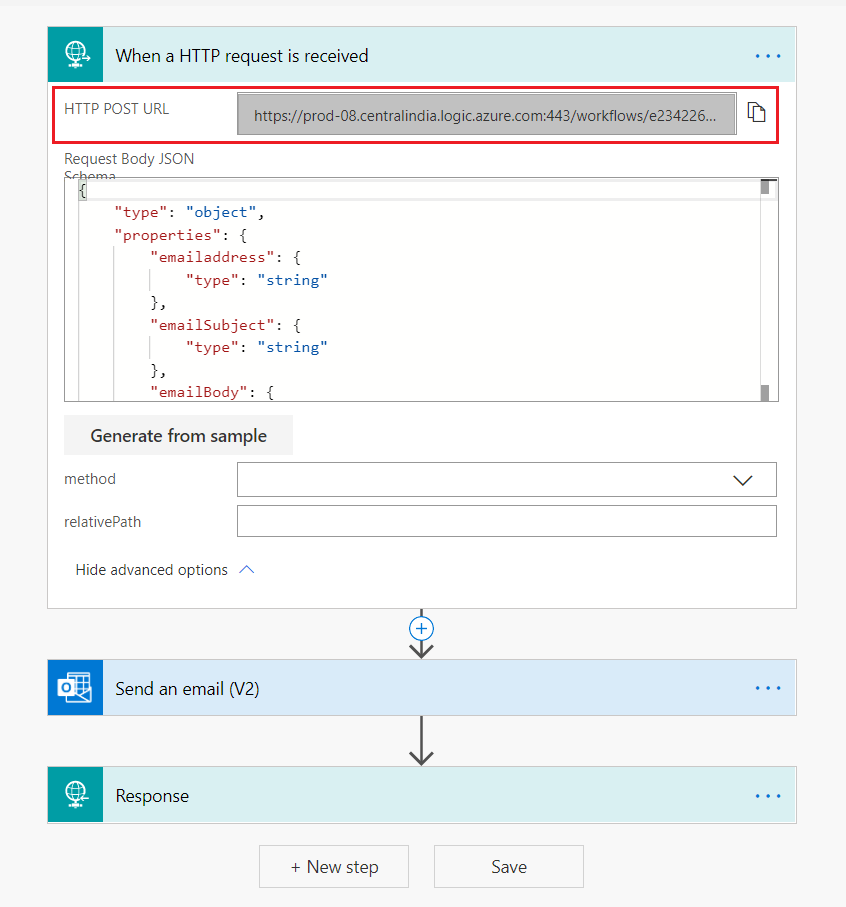 When a HTTP request is received
HTTP POST URL
https://prod-08.centralindia.logic.azure.com:443/workflows/e234226...
Request Body JSON
Schema
{
"type": "object",
"properties": {
"emailaddress": {
"type": "string"
},
"emailSubject": {
"type": "string"
},
"emailBody": {
Generate from sample
method
relativePath
Hide advanced options
Send an email (V2)
Response
+ New step
Save